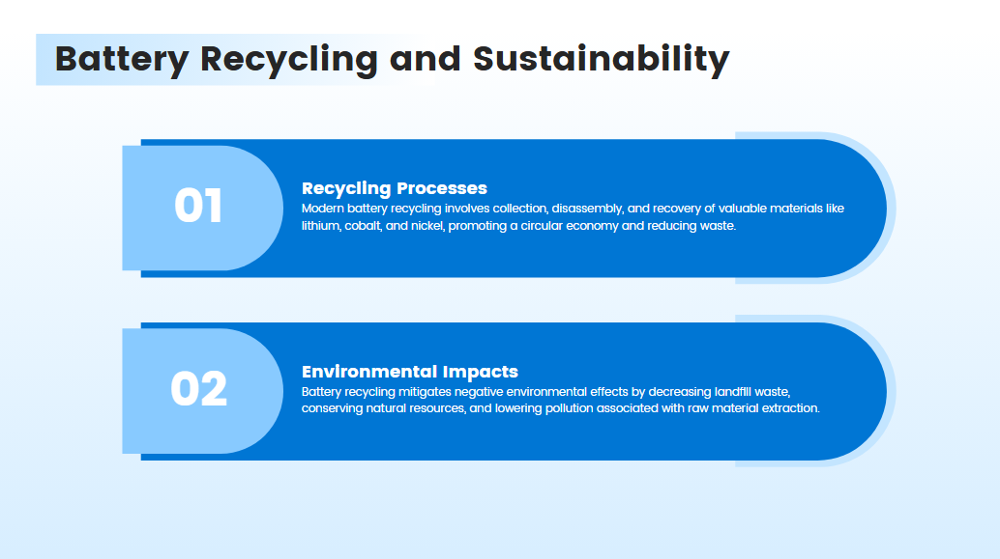 Battery Recycling and Sustainability
01
Recycling Processes
Modern battery recycling involves collection, disassembly, and recovery of valuable materials like
lithium, cobalt, and nickel, promoting a circular economy and reducing waste.
02
Environmental Impacts
Battery recycling mitigates negative environmental effects by decreasing landfill waste,
conserving natural resources, and lowering pollution associated with raw material extraction.